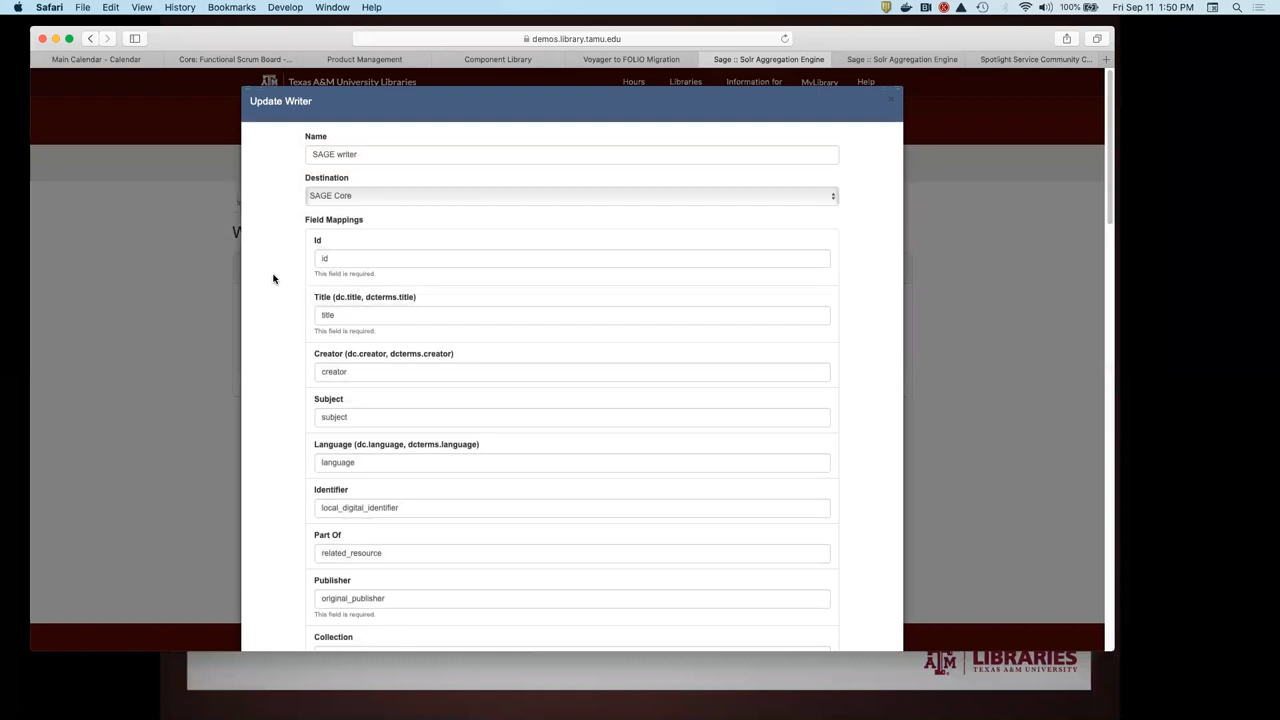 Safari File Edit View History Bookmarks Develop Window Help 100% Fri Sep 11 1:50 PM
demos.library.tamu.edu
Main Calendar – Calendar Core: Functional Scrum Board -... Product Management Component Library Voyager to FOLIO Migration Sage :: Solr Aggregation Engine Sage :: Solr Aggregation Engine Spotlight Service Community C...
Texas A&M University Libraries Hours Libraries Information for MyLibrary Help
Update Writer
Name
SAGE writer
Destination
SAGE Core
Field Mappings
Id
id
This field is required.
Title (dc.title, dcterms.title)
title
This field is required.
Creator (dc.creator, dcterms.creator)
creator
Subject
subject
Language (dc.language, dcterms.language)
language
Identifier
local_digital_identifier
Part Of
related_resource
Publisher
original_publisher
This field is required.
Collection
LIBRARIES
TEXAS A&M UNIVERSITY